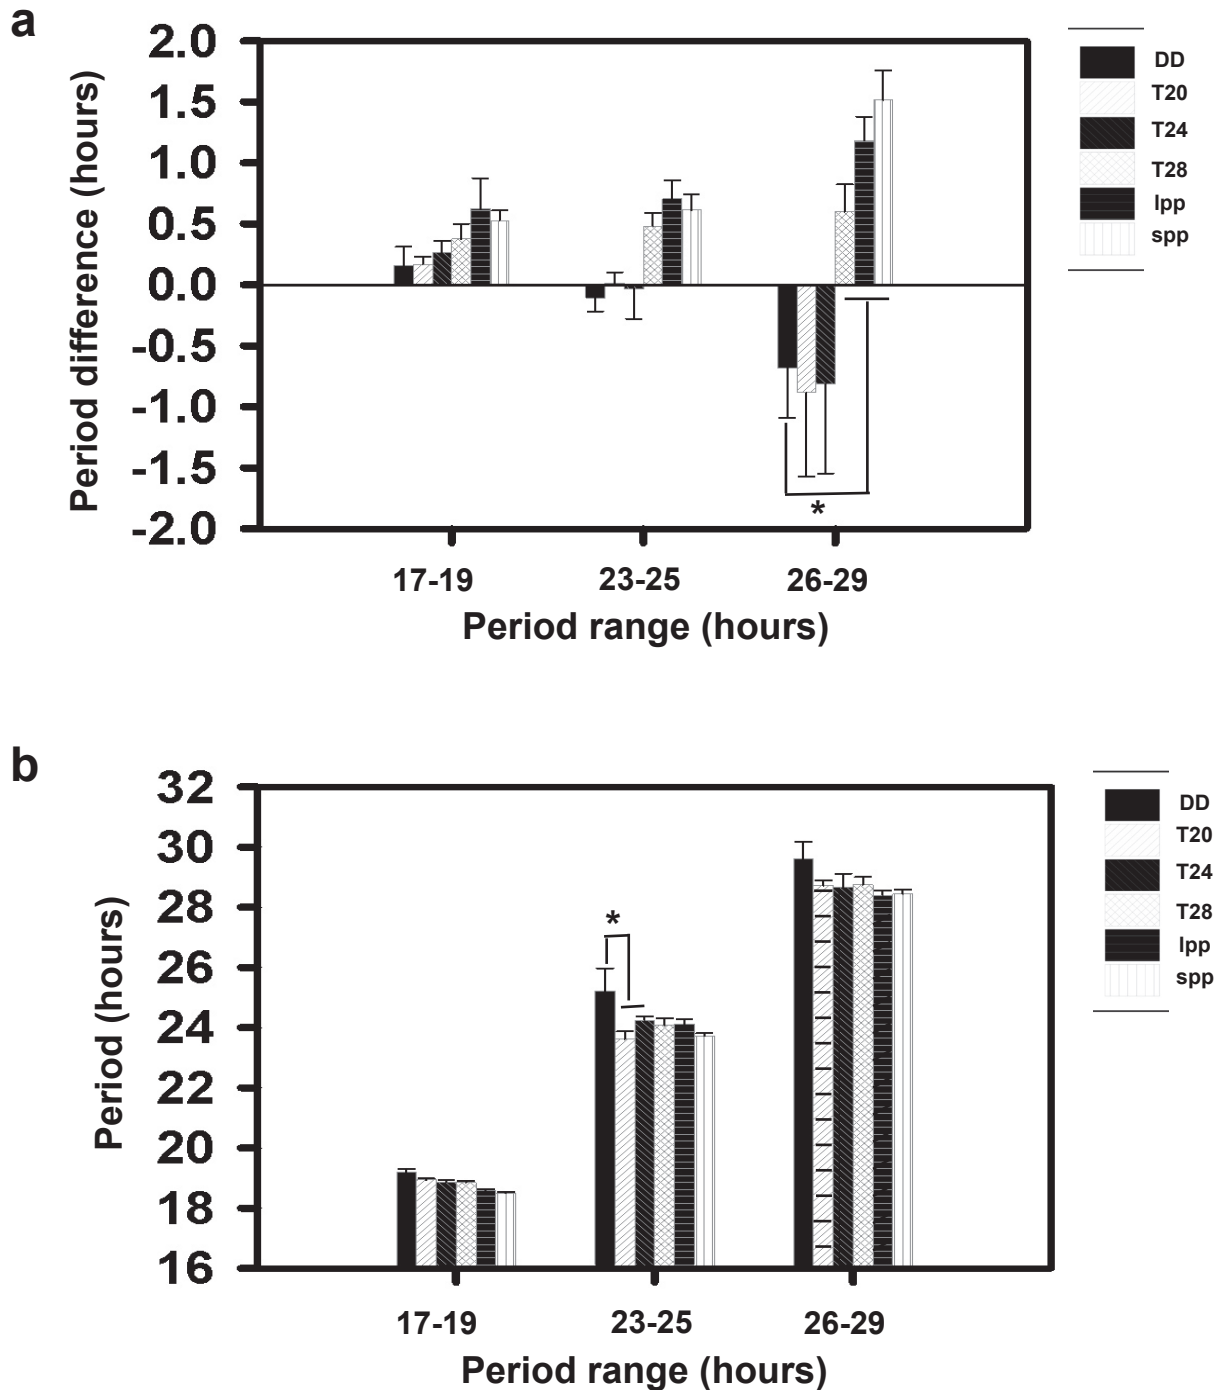 a
2.0
1.5
1.0
0.5
0.0
-0.5
-1.0
-1.5
-2.0
Period difference (hours)
*
17-19 23-25 26-29
Period range (hours)
DD
T20
T24
T28
lpp
spp
b
32
30
28
26
24
22
20
18
16
Period (hours)
*
17-19 23-25 26-29
Period range (hours)
DD
T20
T24
T28
lpp
spp